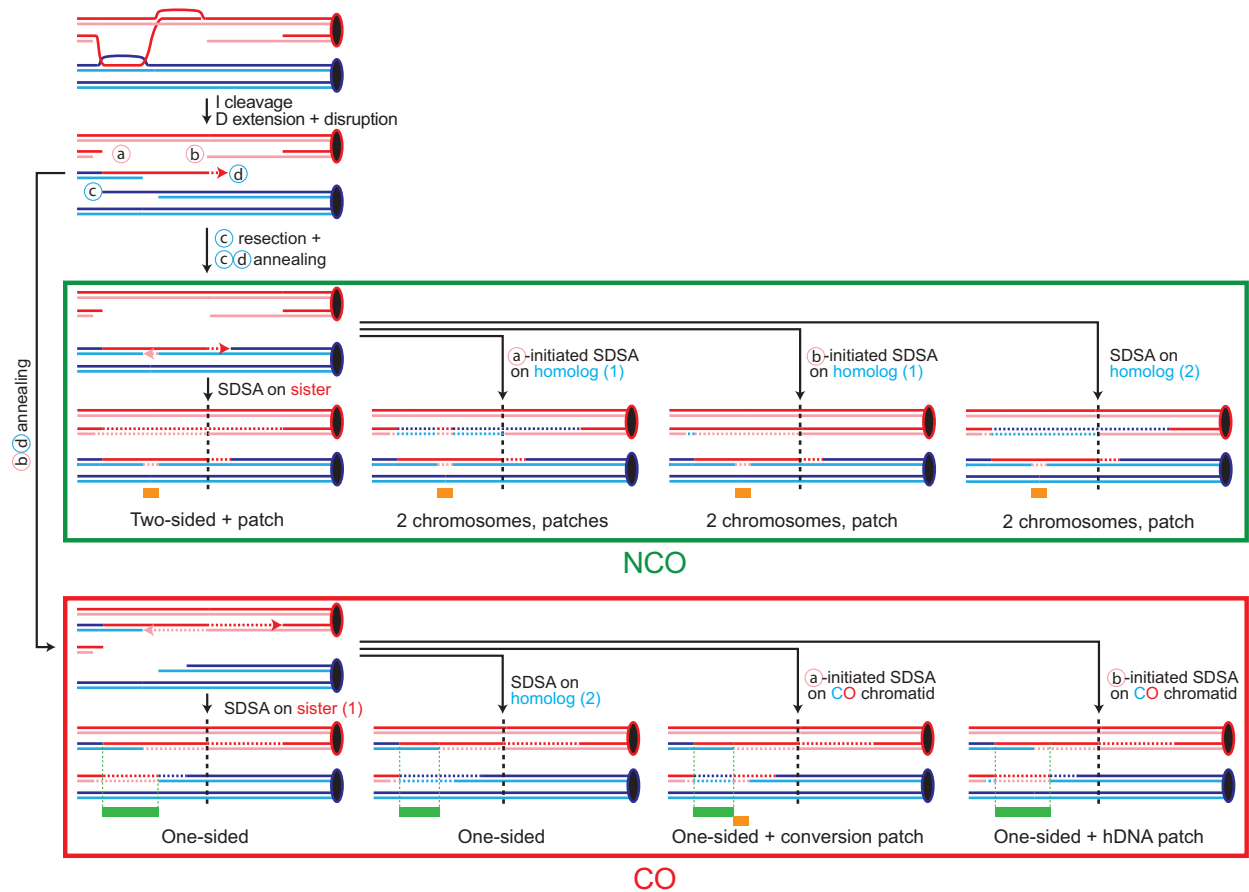 I cleavage
D extension + disruption
a
b
d
c
c resection +
c d annealing
b d annealing
SDSA on sister
a-initiated SDSA
on homolog (1)
b-initiated SDSA
on homolog (1)
SDSA on
homolog (2)
Two-sided + patch
2 chromosomes, patches
2 chromosomes, patch
2 chromosomes, patch
NCO
SDSA on sister (1)
SDSA on
homolog (2)
a-initiated SDSA
on CO chromatid
b-initiated SDSA
on CO chromatid
One-sided
One-sided
One-sided + conversion patch
One-sided + hDNA patch
CO